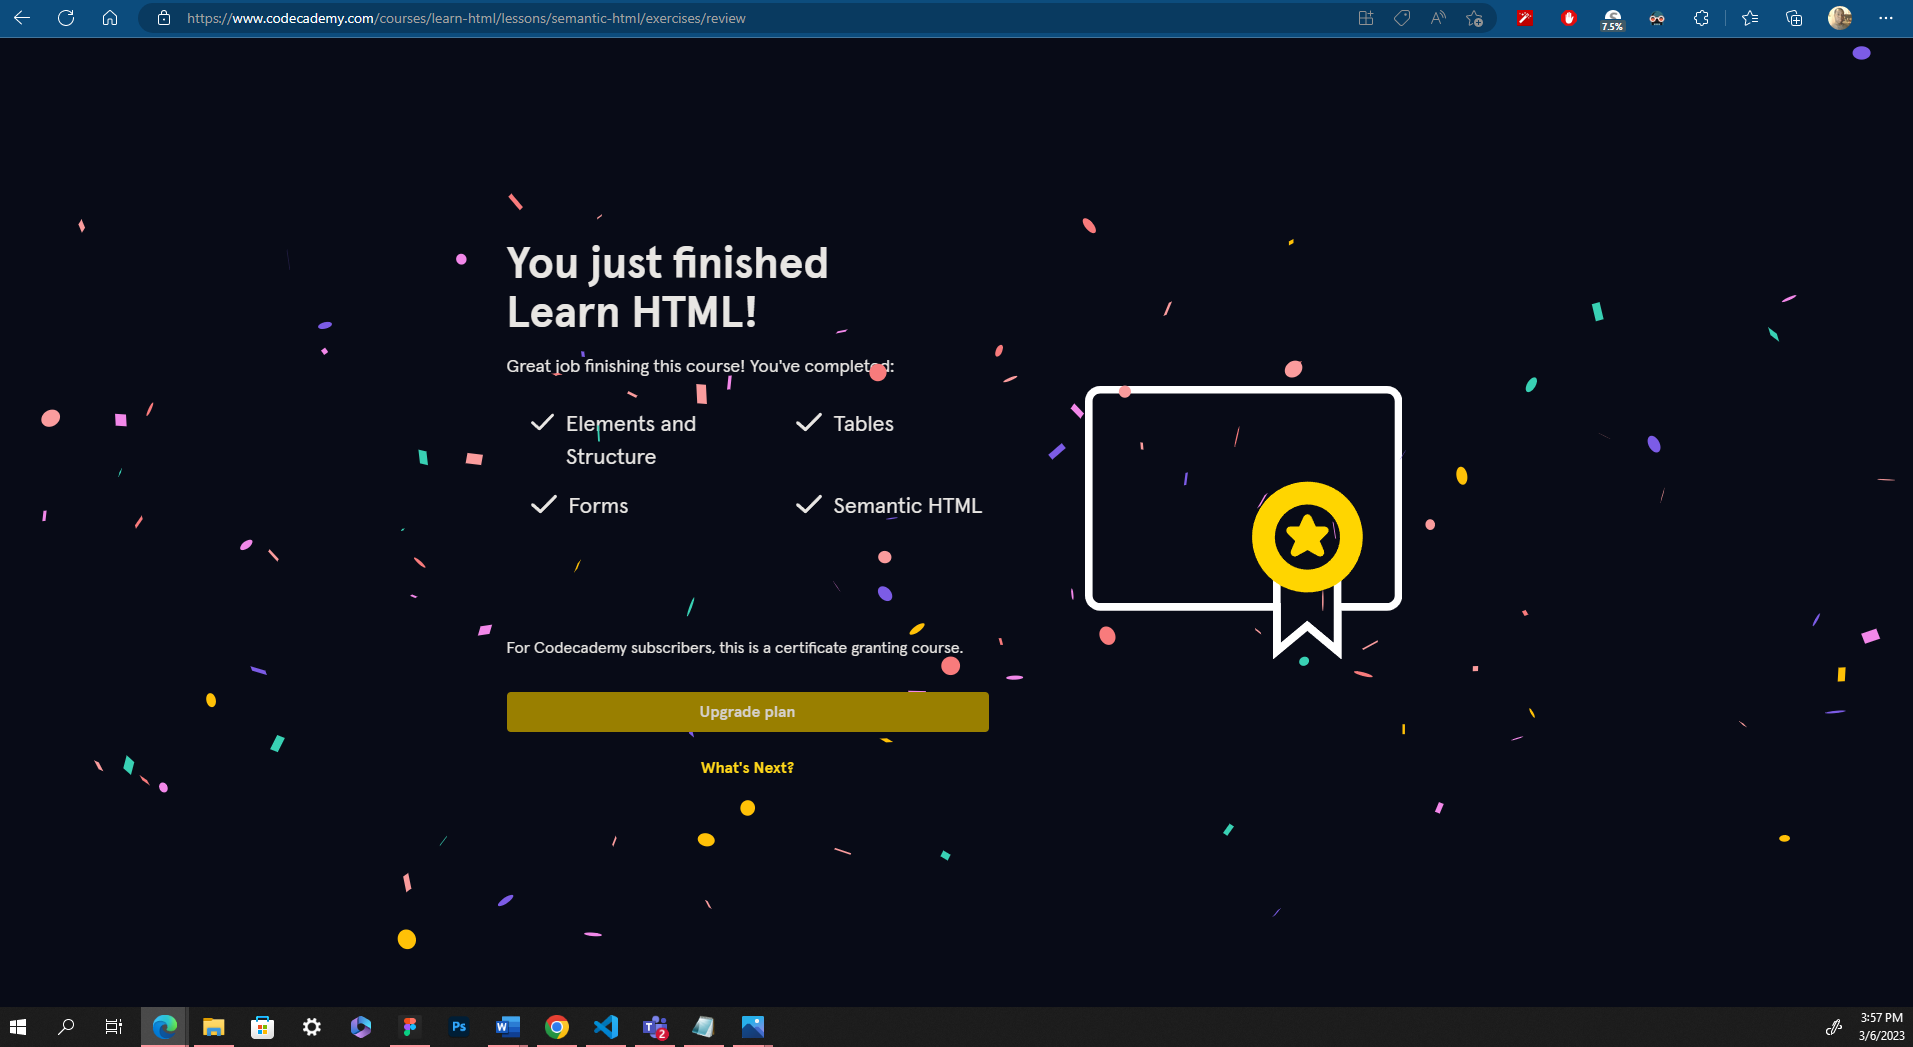 https://www.codecademy.com/courses/learn-html/lessons/semantic-html/exercises/review
7.5%
You just finished
Learn HTML!
Great job finishing this course! You've completed:
Elements and
Structure
Tables
Forms
Semantic HTML
For Codecademy subscribers, this is a certificate granting course.
Upgrade plan
What's Next?
Ps
W
T
2
3:57 PM
3/6/2023